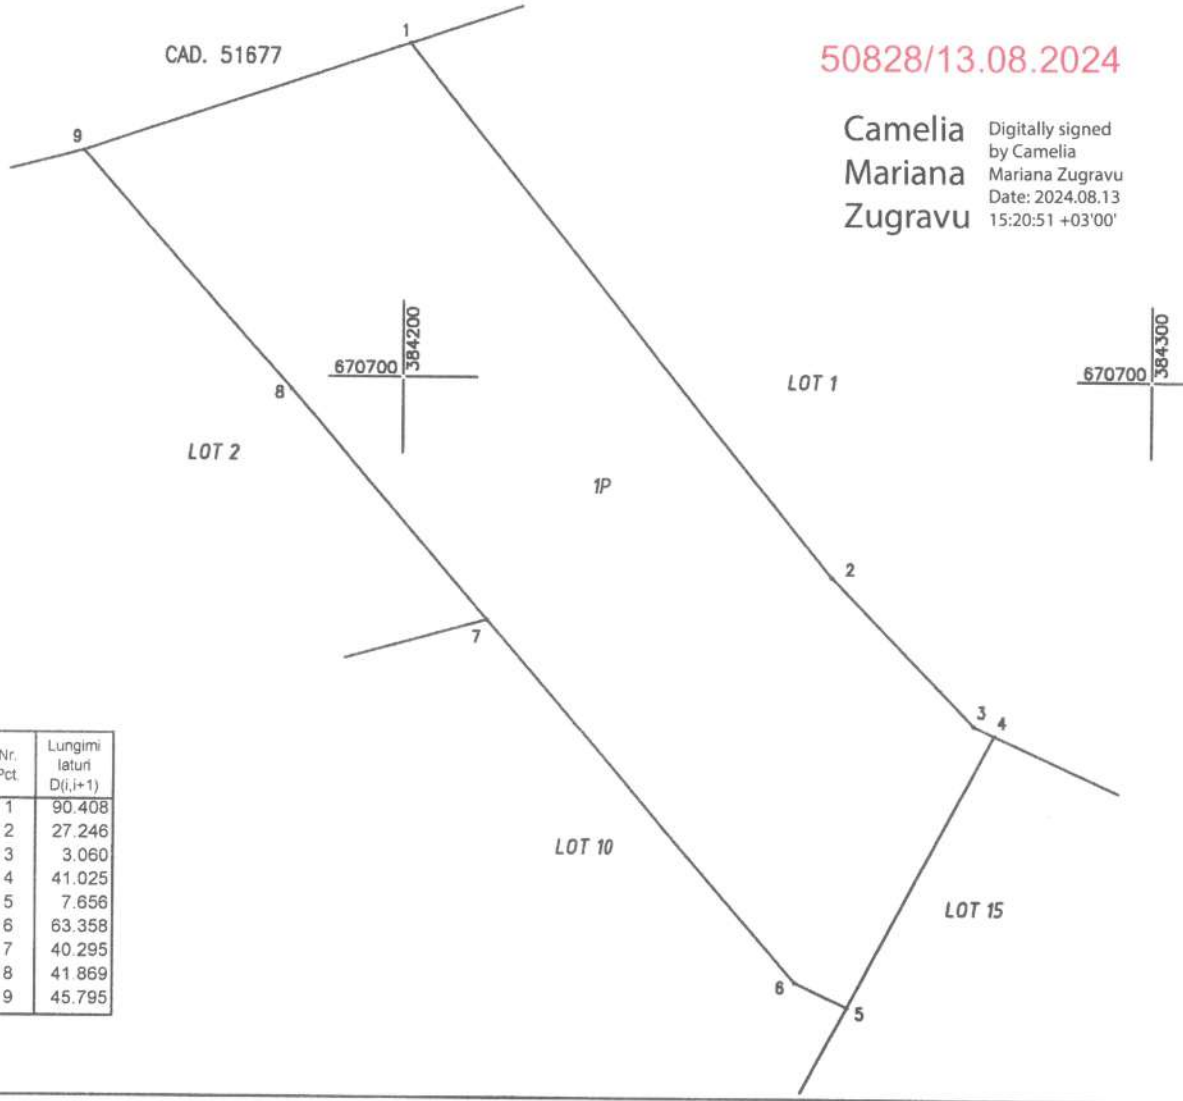 1
CAD. 51677
50828/13.08.2024
9
Camelia
Mariana
Zugravu
Digitally signed
by Camelia
Mariana Zugravu
Date: 2024.08.13
15:20:51 +03'00'
670700 384200
670700 384300
8
LOT 1
LOT 2
1P
2
7
3 4
Nr.
Pct.
Lungimi
laturi
D(i,i+1)
1 90.408
2 27.246
3 3.060
4 41.025
5 7.656
6 63.358
7 40.295
8 41.869
9 45.795
LOT 10
LOT 15
6
5